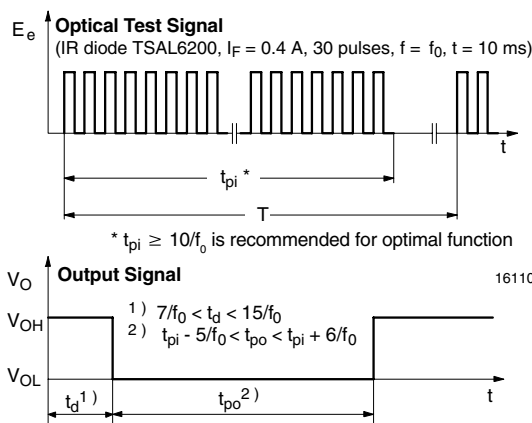 Optical Test Signal
Eₑ
(IR diode TSAL6200, I_F = 0.4 A, 30 pulses, f = f₀, t = 10 ms)
t
t_pi *
T
* t_pi ≥ 10/f₀ is recommended for optimal function
V_O
Output Signal
16110
V_OH
1) 7/f₀ < t_d < 15/f₀
2) t_pi - 5/f₀ < t_po < t_pi + 6/f₀
V_OL
t_d 1)
t_po 2)
t